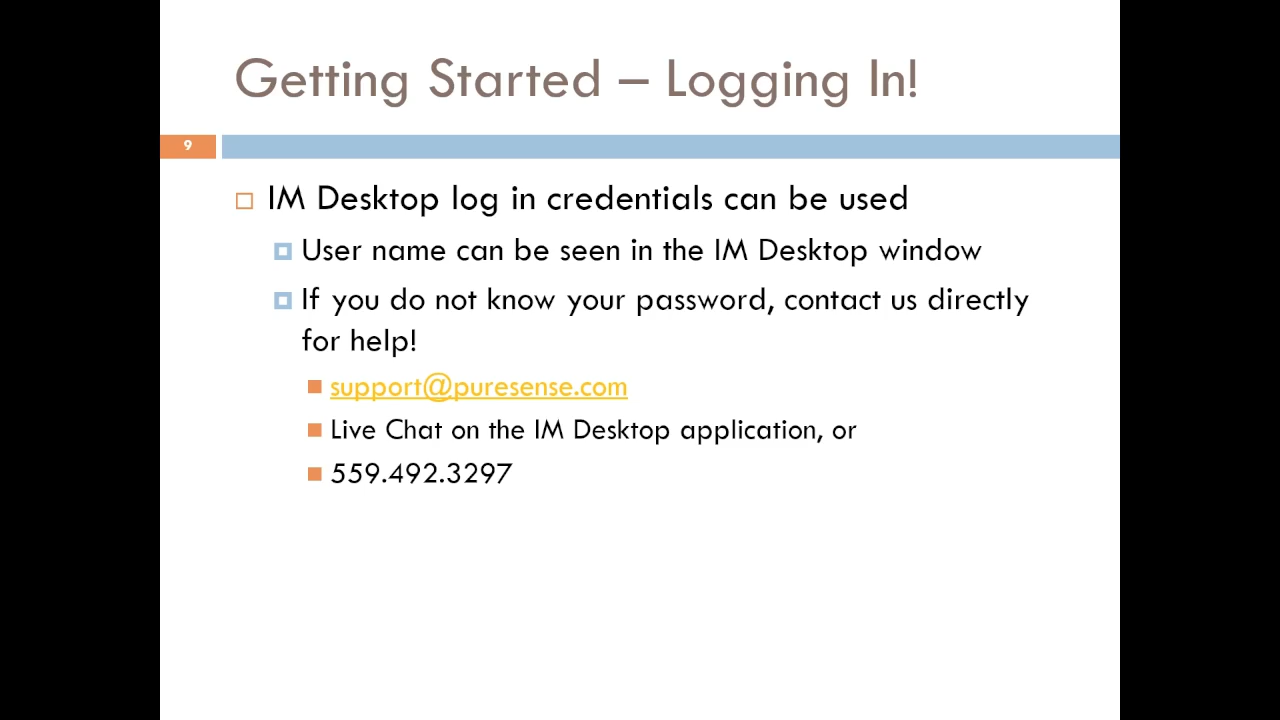 Getting Started – Logging In!
9
IM Desktop log in credentials can be used
User name can be seen in the IM Desktop window
If you do not know your password, contact us directly
for help!
support@puresense.com
Live Chat on the IM Desktop application, or
559.492.3297